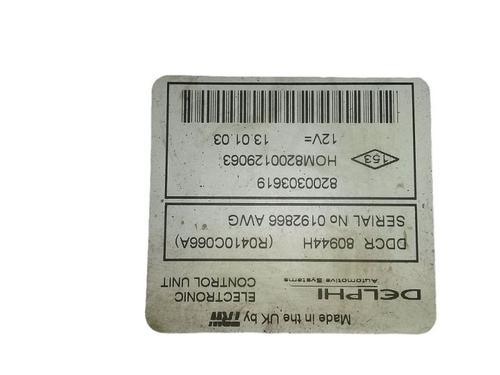 Made in the UK by TRW
DELPHI ELECTRONIC
Automotive Systems CONTROL UNIT
DDCR 80944H (R0410C066A)
SERIAL No 0192866 AWG
8200303619
153 HOM8200129063
12V= 13.01.03